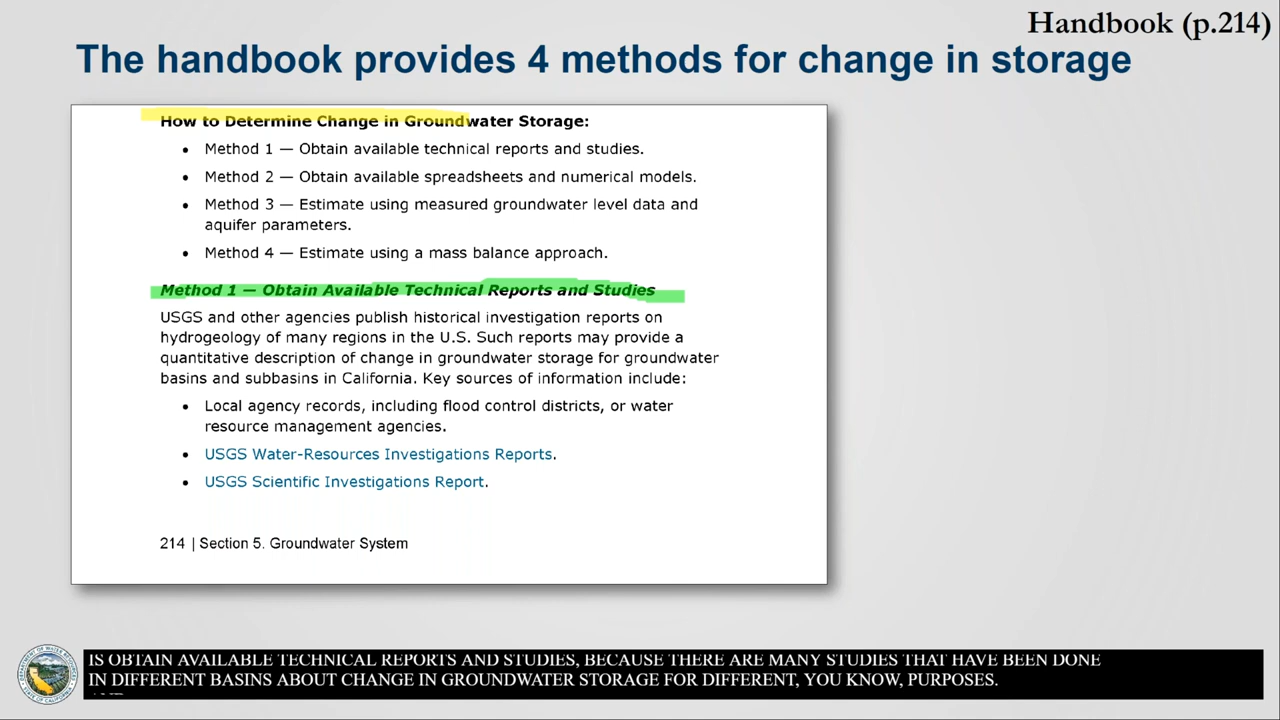 Handbook (p.214)
The handbook provides 4 methods for change in storage
How to Determine Change in Groundwater Storage:
• Method 1 — Obtain available technical reports and studies.
• Method 2 — Obtain available spreadsheets and numerical models.
• Method 3 — Estimate using measured groundwater level data and
aquifer parameters.
• Method 4 — Estimate using a mass balance approach.
Method 1 — Obtain Available Technical Reports and Studies
USGS and other agencies publish historical investigation reports on
hydrogeology of many regions in the U.S. Such reports may provide a
quantitative description of change in groundwater storage for groundwater
basins and subbasins in California. Key sources of information include:
• Local agency records, including flood control districts, or water
resource management agencies.
• USGS Water-Resources Investigations Reports.
• USGS Scientific Investigations Report.
214 | Section 5. Groundwater System
IS OBTAIN AVAILABLE TECHNICAL REPORTS AND STUDIES, BECAUSE THERE ARE MANY STUDIES THAT HAVE BEEN DONE
IN DIFFERENT BASINS ABOUT CHANGE IN GROUNDWATER STORAGE FOR DIFFERENT, YOU KNOW, PURPOSES.